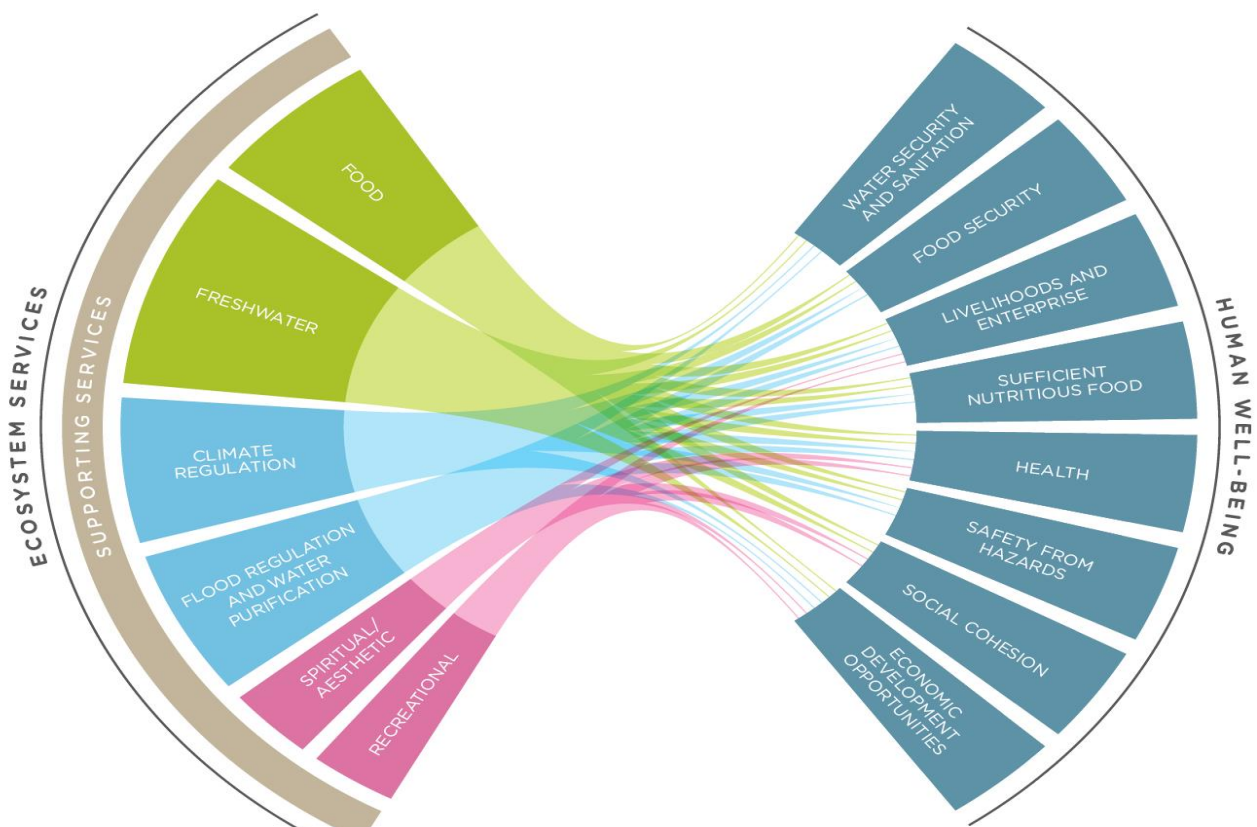 ECOSYSTEM SERVICES
SUPPORTING SERVICES
FOOD
FRESHWATER
CLIMATE
REGULATION
FLOOD REGULATION
AND WATER
PURIFICATION
SPIRITUAL/
AESTHETIC
RECREATIONAL
WATER SECURITY
AND SANITATION
FOOD SECURITY
LIVELIHOODS AND
ENTERPRISE
SUFFICIENT
NUTRITIOUS FOOD
HEALTH
SAFETY FROM
HAZARDS
SOCIAL COHESION
ECONOMIC
DEVELOPMENT
OPPORTUNITIES
HUMAN WELL-BEING